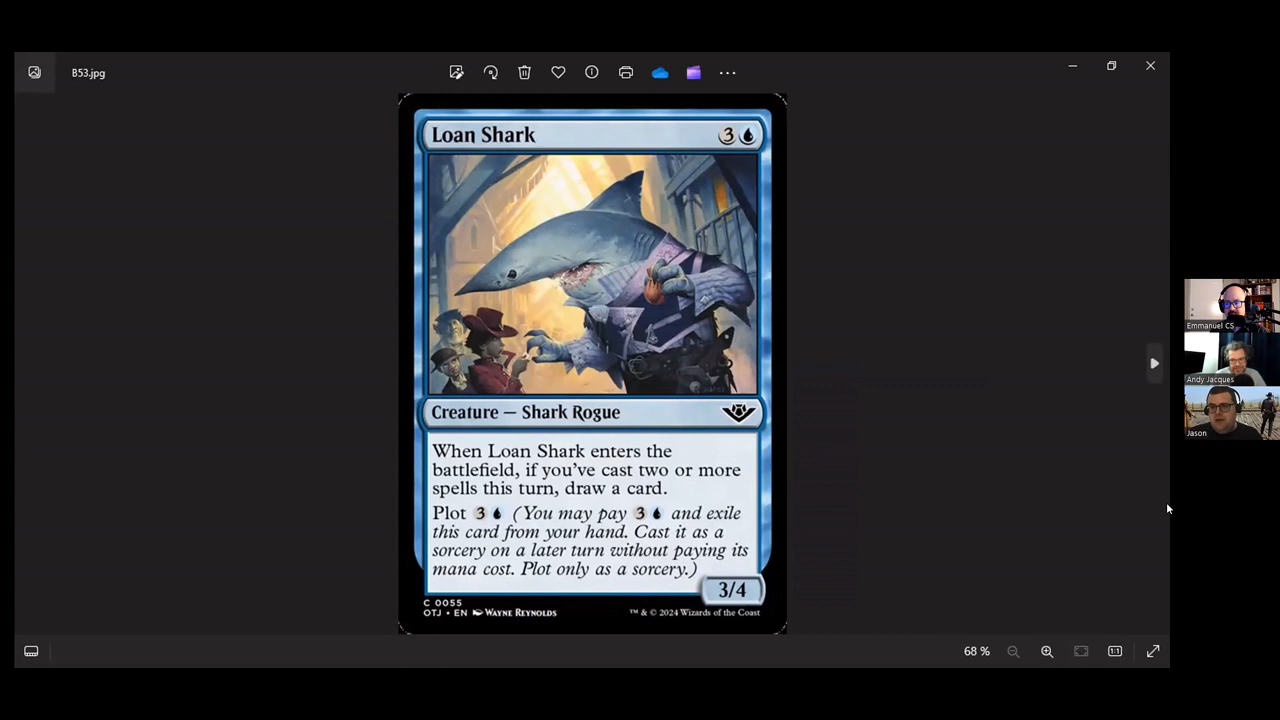 B53.jpg
Loan Shark 3
Creature — Shark Rogue
When Loan Shark enters the
battlefield, if you've cast two or more
spells this turn, draw a card.
Plot 3 (You may pay 3 and exile
this card from your hand. Cast it as a
sorcery on a later turn without paying its
mana cost. Plot only as a sorcery.)
3/4
C 0055
OTJ • EN WAYNE REYNOLDS
™ & © 2024 Wizards of the Coast
Emmanuel CS
Andy Jacques
Jason
68 %
1:1